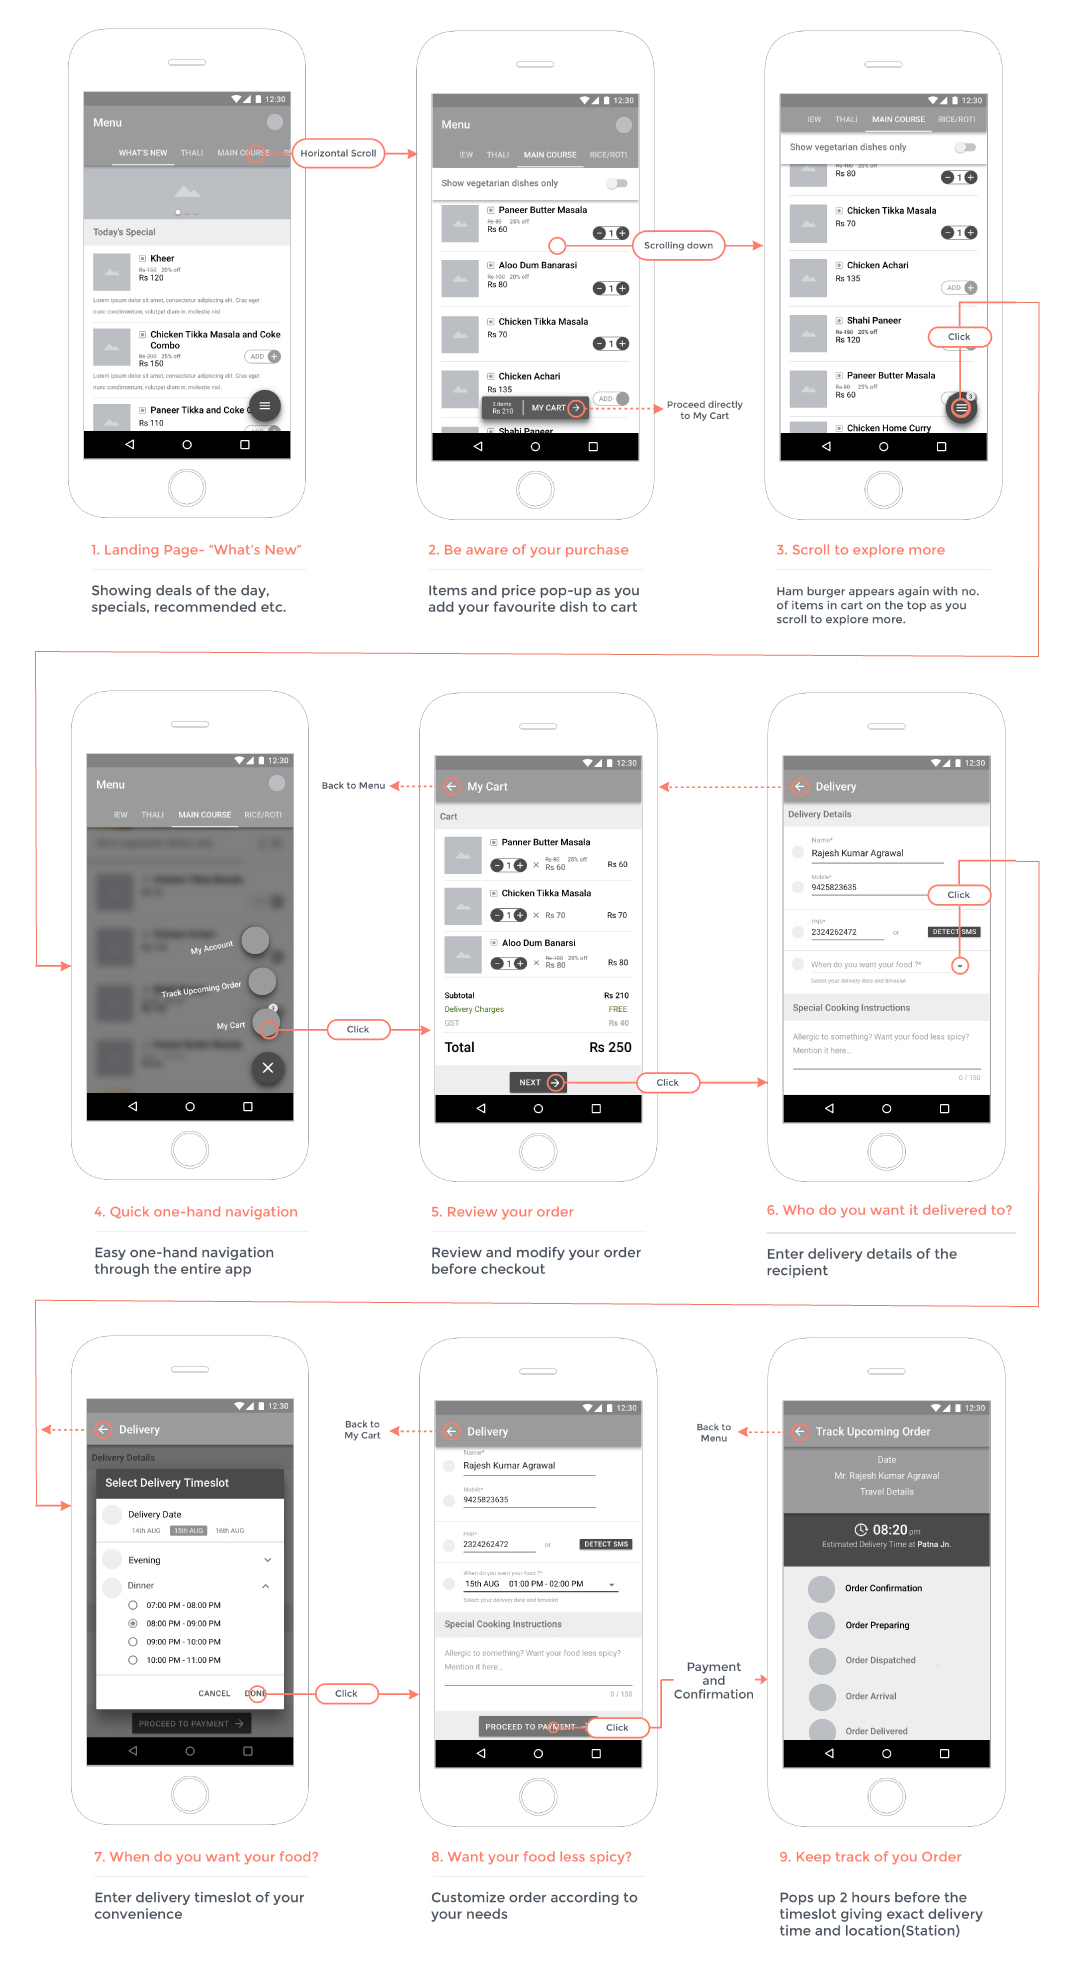 12:30
Menu
WHAT'S NEW THALI MAIN COURSE
Horizontal Scroll
Today's Special
Kheer
Rs 150 20% off
Rs 120
Lorem ipsum dolor sit amet, consectetur adipiscing elit. Cras eget
nunc condimentum, volutpat diam in, molestie nisl.
Chicken Tikka Masala and Coke
Combo
Rs 200 25% off
Rs 150
ADD +
Lorem ipsum dolor sit amet, consectetur adipiscing elit. Cras eget
nunc condimentum, volutpat diam in, molestie nisl.
Paneer Tikka and Coke C
Rs 110
1. Landing Page- "What's New"
Showing deals of the day,
specials, recommended etc.
12:30
Menu
IEW THALI MAIN COURSE RICE/ROTI
Show vegetarian dishes only
Paneer Butter Masala
Rs 80 25% off
Rs 60
- 1 +
Scrolling down
Aloo Dum Banarasi
Rs 100 20% off
Rs 80
- 1 +
Chicken Tikka Masala
Rs 70
- 1 +
Chicken Achari
Rs 135
ADD
3 Items
Rs 210
MY CART
Proceed directly
to My Cart
Shahi Paneer
2. Be aware of your purchase
Items and price pop-up as you
add your favourite dish to cart
12:30
IEW THALI MAIN COURSE RICE/ROTI
Show vegetarian dishes only
Rs 100 20% off
Rs 80
- 1 +
Chicken Tikka Masala
Rs 70
- 1 +
Chicken Achari
Rs 135
ADD +
Shahi Paneer
Rs 150 20% off
Rs 120
Click
Paneer Butter Masala
Rs 80 25% off
Rs 60
3
Chicken Home Curry
3. Scroll to explore more
Ham burger appears again with no.
of items in cart on the top as you
scroll to explore more.
12:30
Menu
IEW THALI MAIN COURSE RICE/ROTI
My Account
Track Upcoming Order
3
My Cart
Click
4. Quick one-hand navigation
Easy one-hand navigation
through the entire app
Back to Menu
12:30
My Cart
Cart
Panner Butter Masala
- 1 + × Rs 80 25% off
Rs 60
Rs 60
Chicken Tikka Masala
- 1 + × Rs 70 Rs 70
Aloo Dum Banarsi
- 1 + × Rs 100 20% off
Rs 80
Rs 80
Subtotal Rs 210
Delivery Charges FREE
GST Rs 40
Total Rs 250
NEXT
Click
5. Review your order
Review and modify your order
before checkout
12:30
Delivery
Delivery Details
Name*
Rajesh Kumar Agrawal
Mobile*
9425823635
Click
PNR*
2324262472 or DETECT SMS
When do you want your food ?*
Select your delivery date and timeslot
Special Cooking Instructions
Allergic to something? Want your food less spicy?
Mention it here...
0 / 150
6. Who do you want it delivered to?
Enter delivery details of the
recipient
12:30
Delivery
Delivery Details
Select Delivery Timeslot
Delivery Date
14th AUG 15th AUG 16th AUG
Evening
Dinner
07:00 PM - 08:00 PM
08:00 PM - 09:00 PM
09:00 PM - 10:00 PM
10:00 PM - 11:00 PM
CANCEL DONE
Click
PROCEED TO PAYMENT
7. When do you want your food?
Enter delivery timeslot of your
convenience
Back to
My Cart
12:30
Delivery
Name*
Rajesh Kumar Agrawal
Mobile*
9425823635
PNR*
2324262472 or DETECT SMS
When do you want your food ?*
15th AUG 01:00 PM - 02:00 PM
Select your delivery date and timeslot
Special Cooking Instructions
Allergic to something? Want your food less spicy?
Mention it here...
0 / 150
PROCEED TO PAYMENT
Click
Payment
and
Confirmation
8. Want your food less spicy?
Customize order according to
your needs
Back to
Menu
12:30
Track Upcoming Order
Date
Mr. Rajesh Kumar Agrawal
Travel Details
08:20 pm
Estimated Delivery Time at Patna Jn.
Order Confirmation
Order Preparing
Order Dispatched
Order Arrival
Order Delivered
9. Keep track of you Order
Pops up 2 hours before the
timeslot giving exact delivery
time and location(Station)